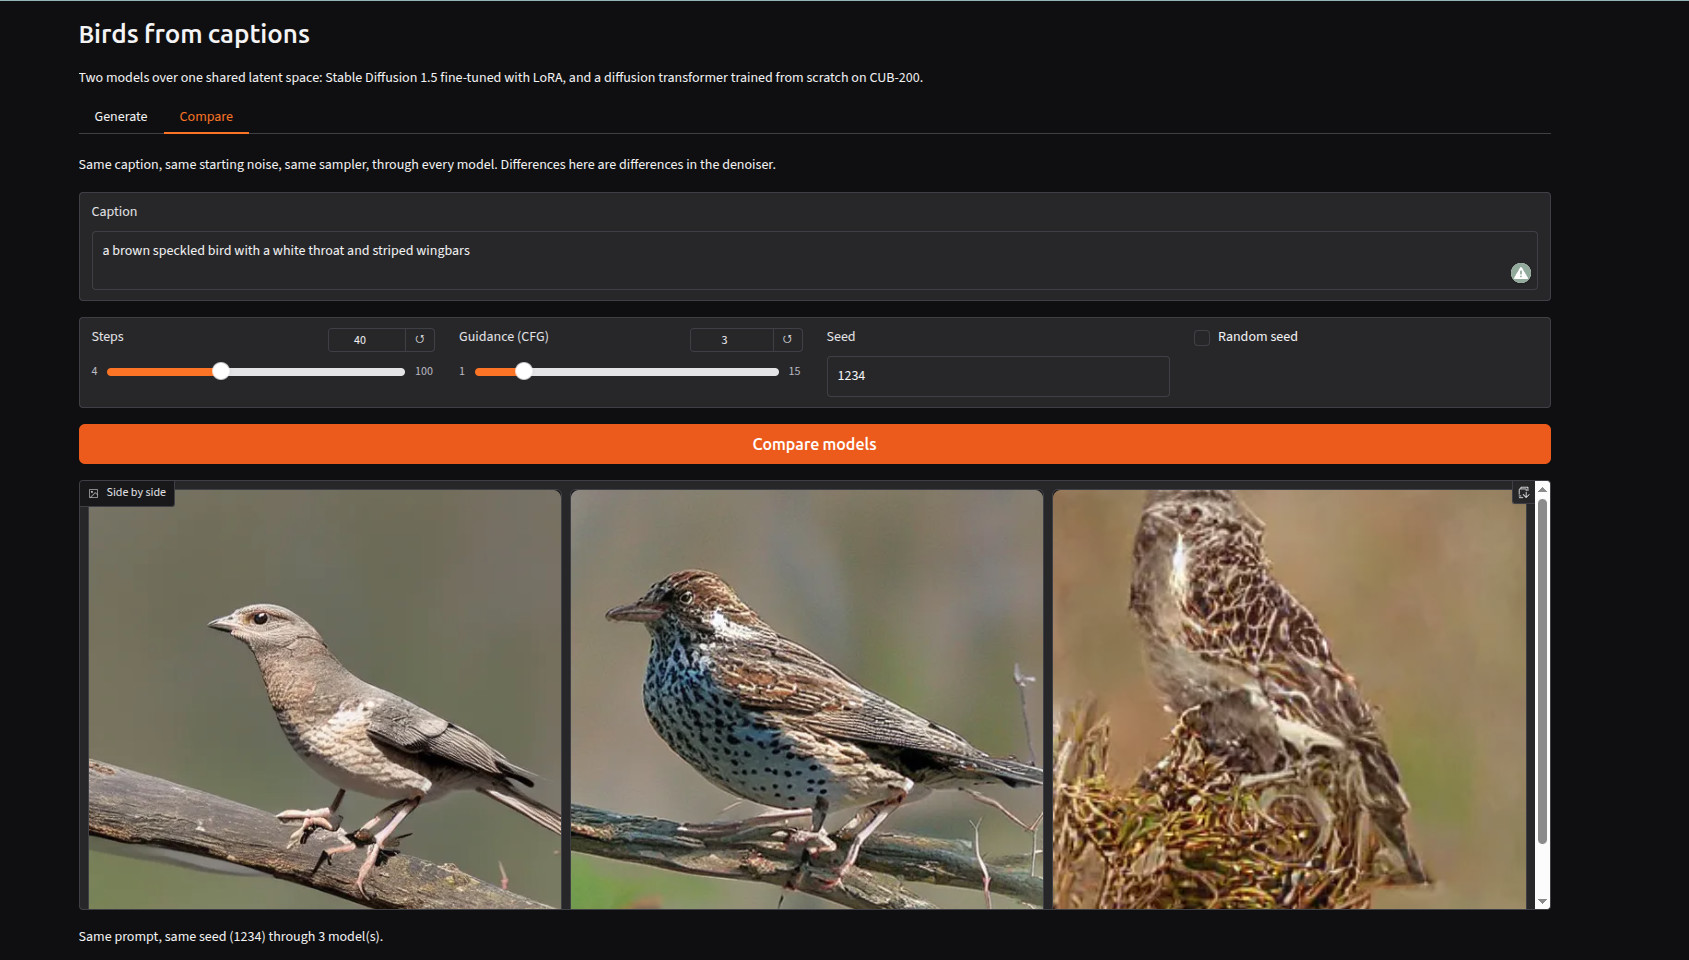 Birds from captions
Two models over one shared latent space: Stable Diffusion 1.5 fine-tuned with LoRA, and a diffusion transformer trained from scratch on CUB-200.
Generate Compare
Same caption, same starting noise, same sampler, through every model. Differences here are differences in the denoiser.
Caption
a brown speckled bird with a white throat and striped wingbars
Steps 40 Guidance (CFG) 3 Seed Random seed
4 100 1 15 1234
Compare models
Side by side
Same prompt, same seed (1234) through 3 model(s).